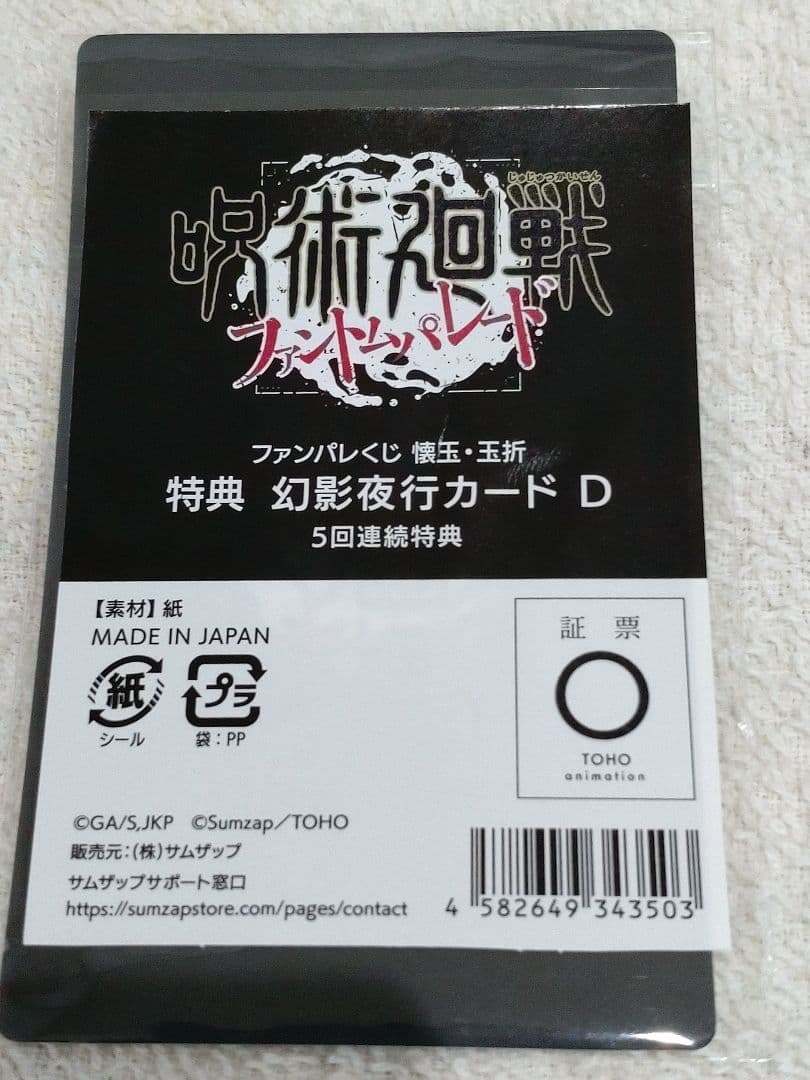 じゅじゅつかいせん
呪術廻戦
ファントムパレード
ファンパレくじ 懐玉・玉折
特典 幻影夜行カード D
5回連続特典
【素材】紙
MADE IN JAPAN
紙
プラ
シール
袋：PP
証 票
TOHO
animation
©GA/S,JKP ©Sumzap／TOHO
販売元：(株)サムザップ
サムザップサポート窓口
https://sumzapstore.com/pages/contact
4 582649 343503